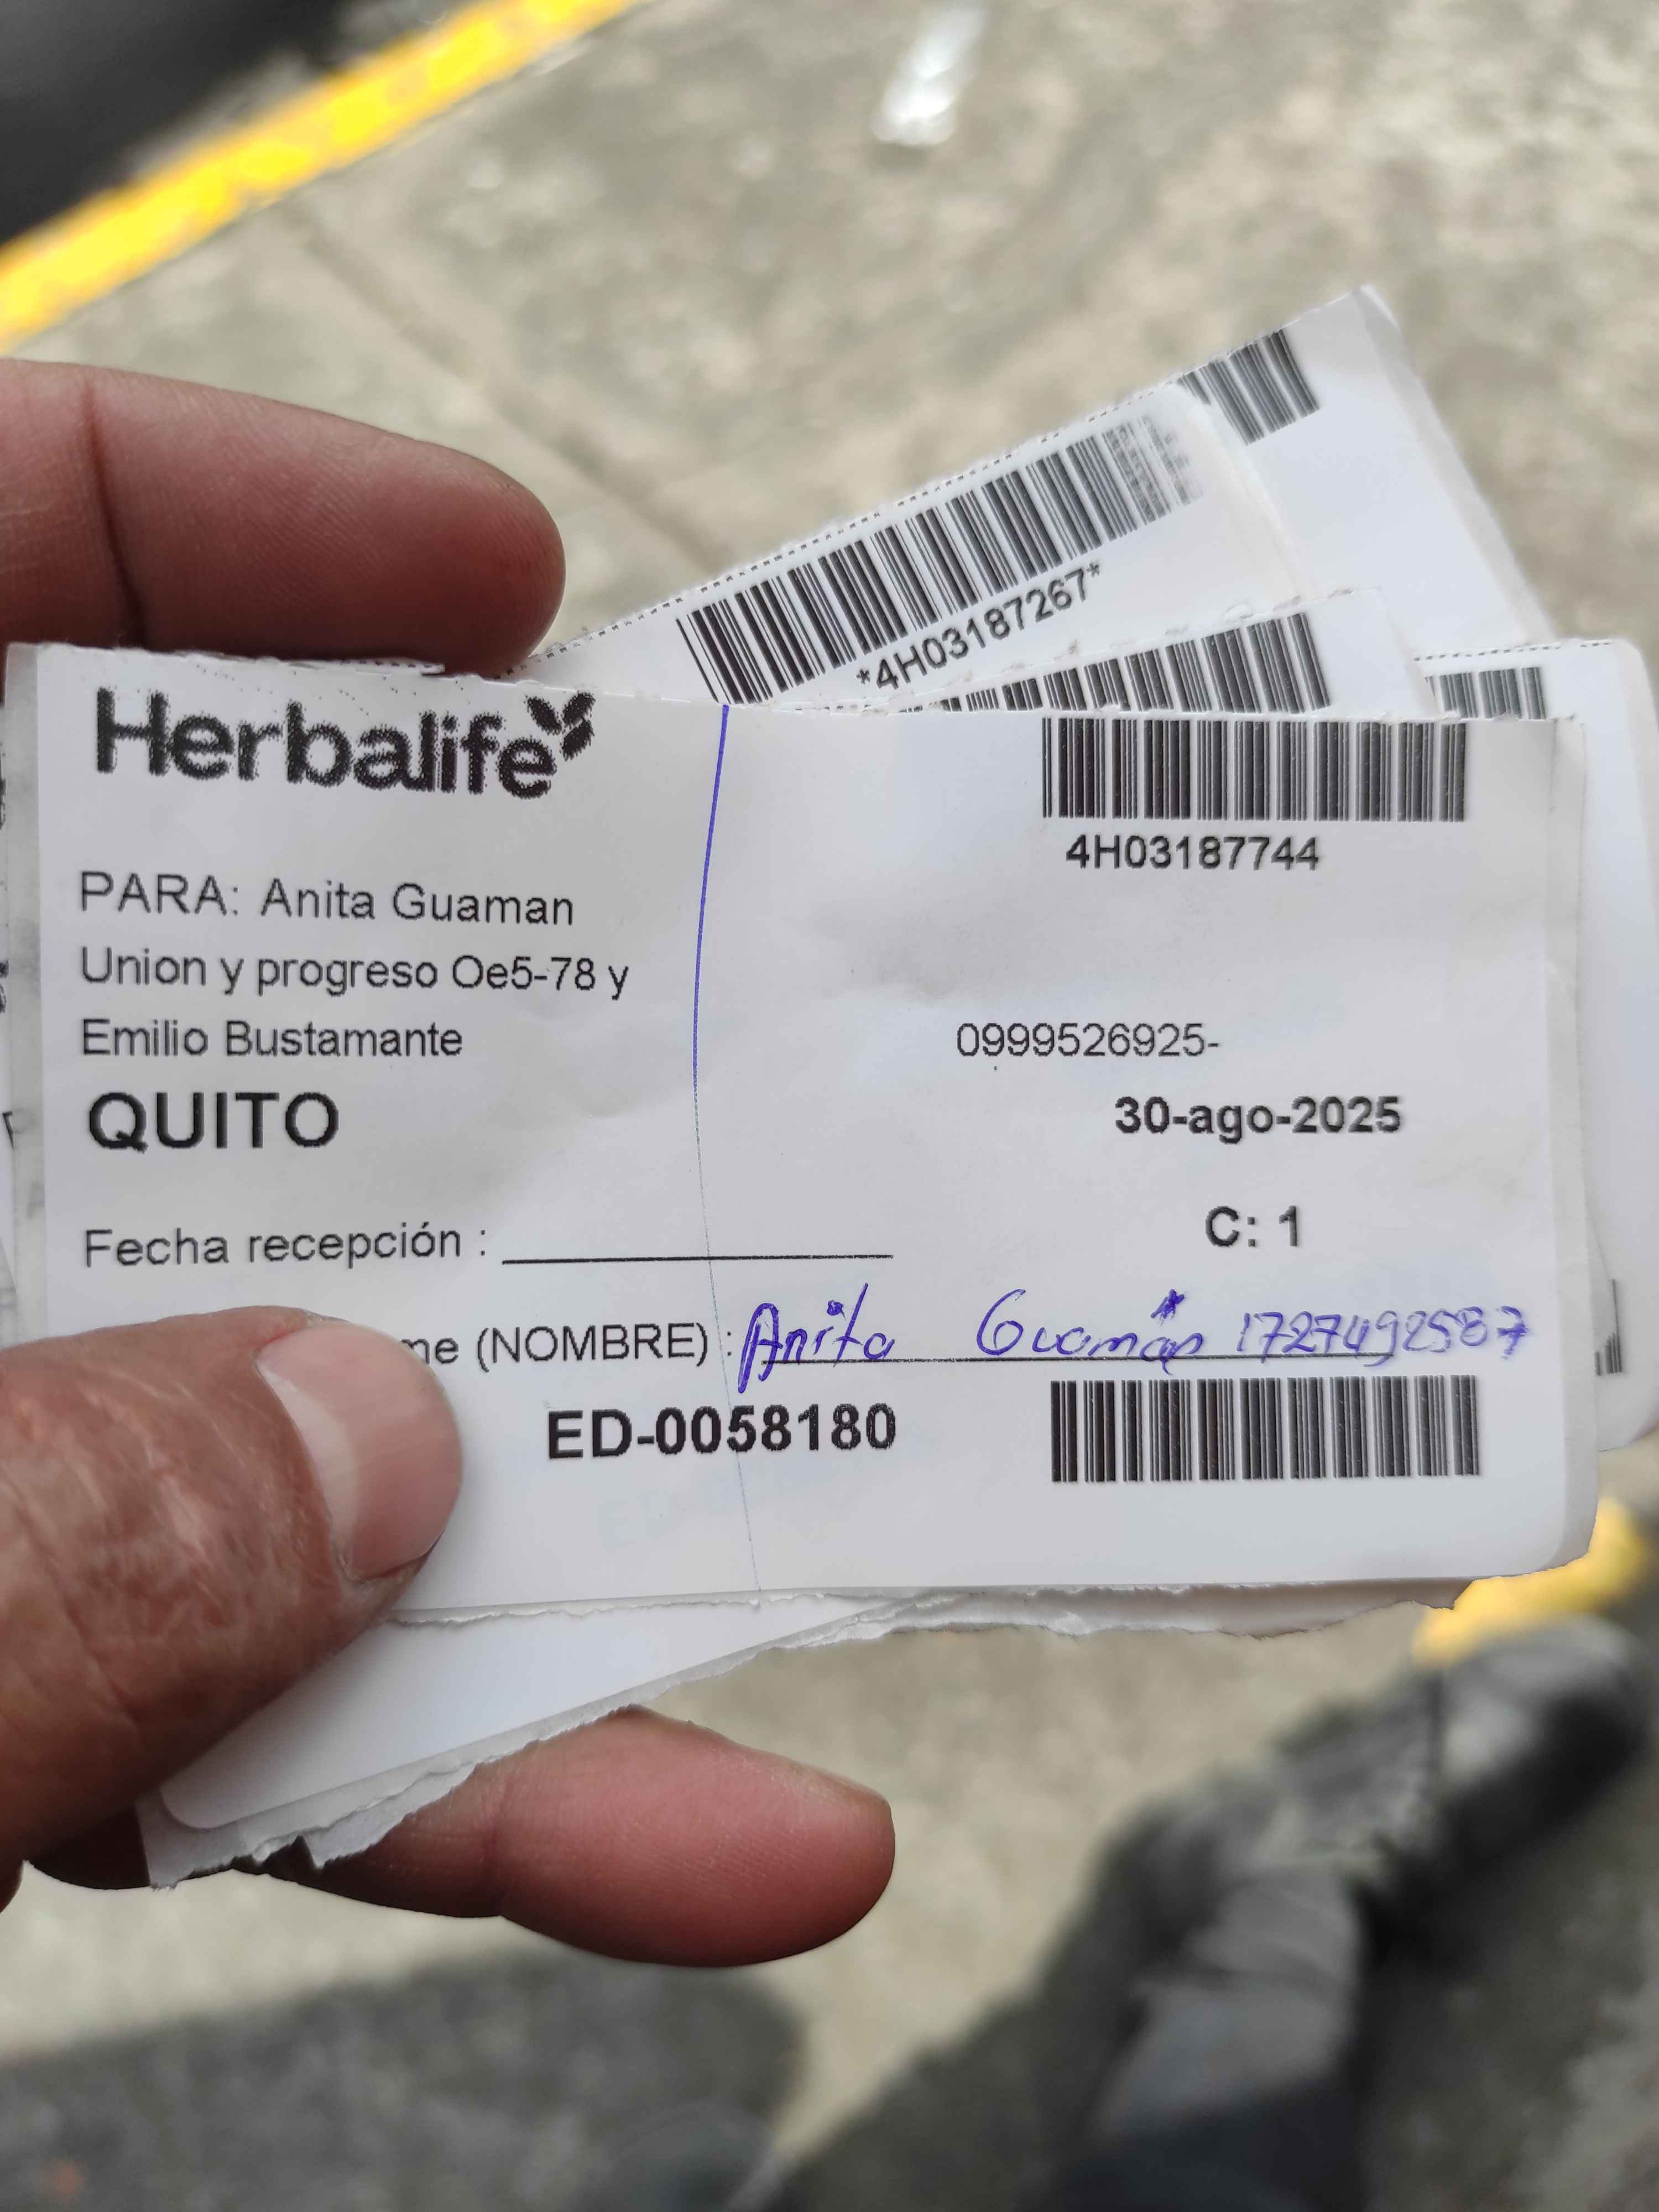 *4H03187267*
Herbalife
4H03187744
PARA: Anita Guaman
Union y progreso Oe5-78 y
Emilio Bustamante
0999526925-
QUITO
30-ago-2025
C: 1
Fecha recepción :
me (NOMBRE) : Anita Guamán 1727492587
ED-0058180